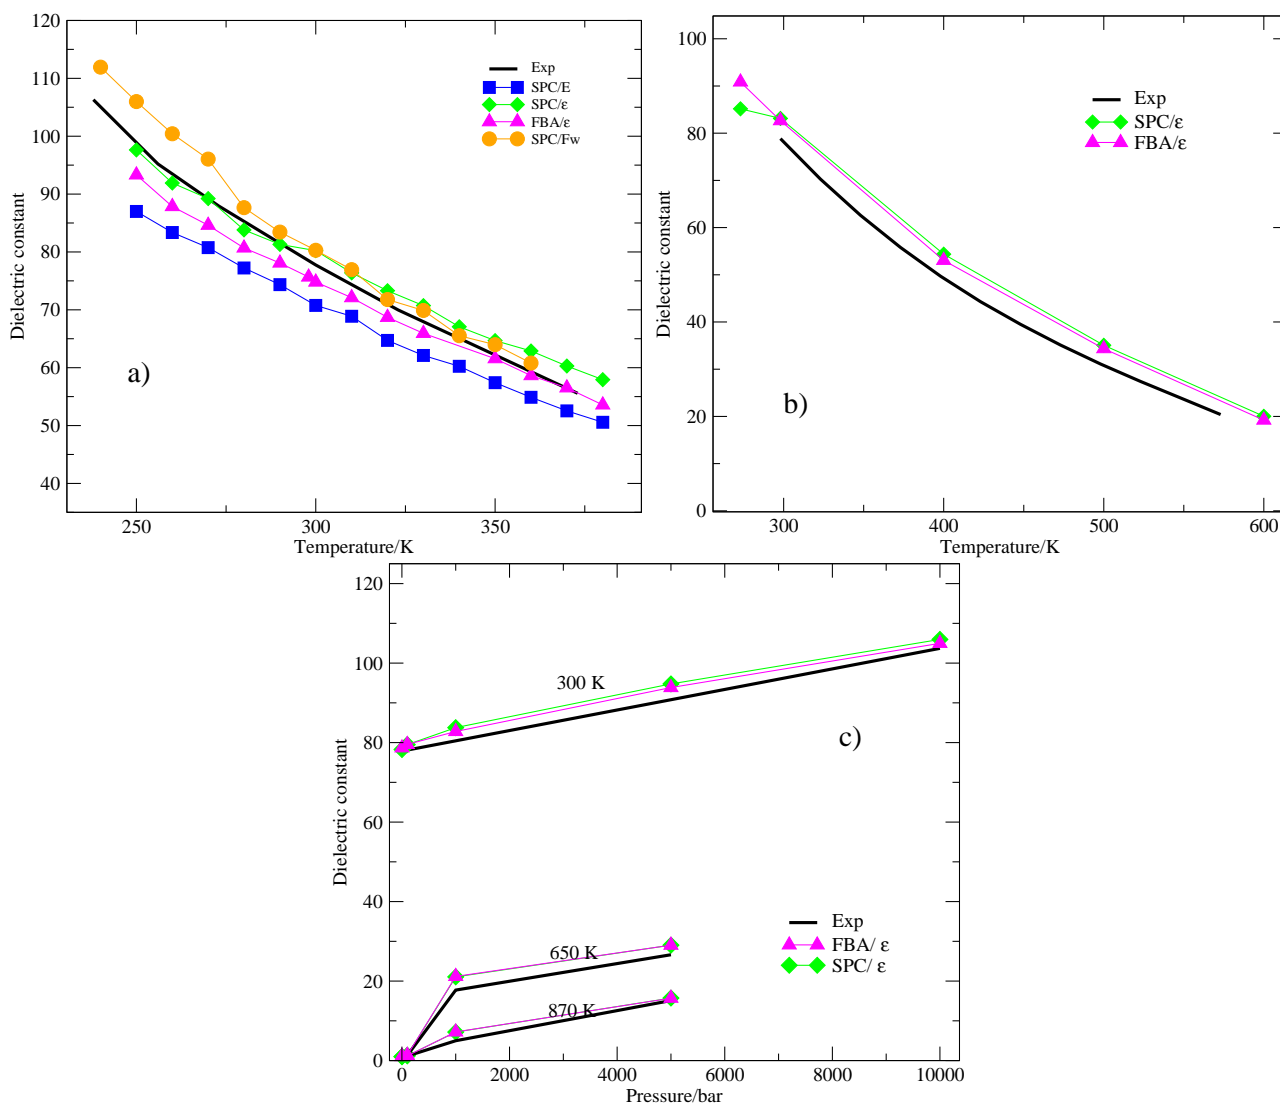 120
110
100
90
80
70
60
50
40
Dielectric constant
Exp
SPC/E
SPC/ε
FBA/ε
SPC/Fw
a)
250
300
350
Temperature/K
100
80
60
40
20
0
Dielectric constant
Exp
SPC/ε
FBA/ε
b)
300
400
500
600
Temperature/K
120
100
80
60
40
20
0
Dielectric constant
300 K
c)
650 K
870 K
Exp
FBA/ ε
SPC/ ε
0
2000
4000
6000
8000
10000
Pressure/bar